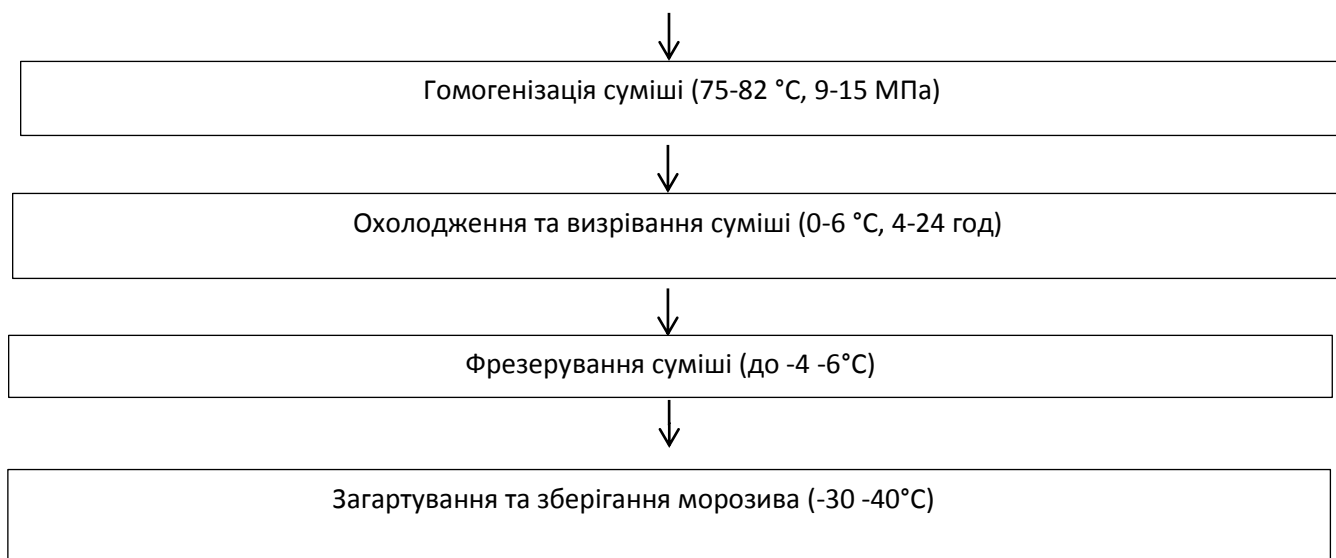 Гомогенізація суміші (75-82 °С, 9-15 МПа)
Охолодження та визрівання суміші (0-6 °С, 4-24 год)
Фрезерування суміші (до -4 -6°С)
Загартування та зберігання морозива (-30 -40°С)